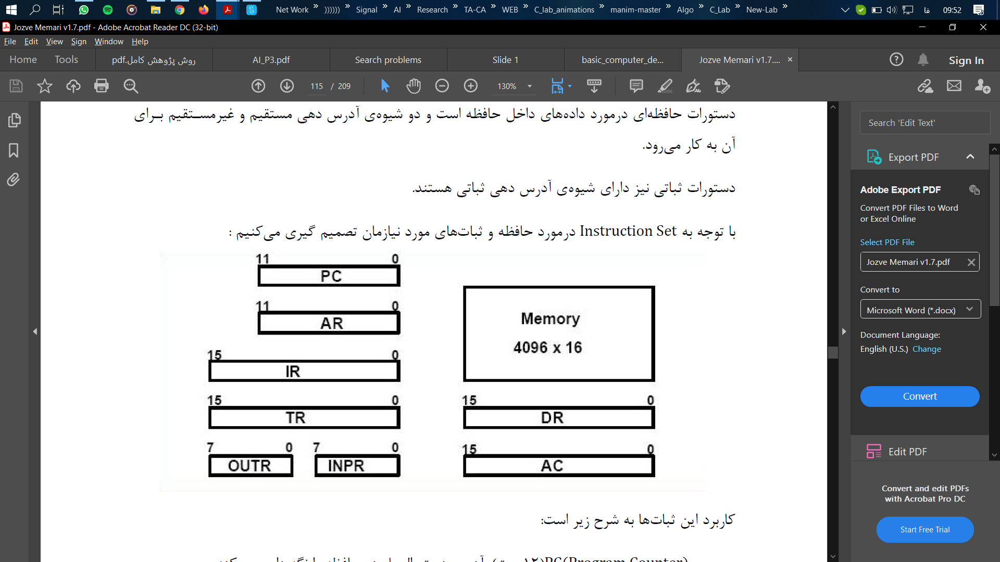 Net Work » )))))) » Signal » AI » Research » TA-CA » WEB » C_lab_animations » manim-master » Algo » C_Lab » New-Lab »
فا 09:52
Jozve Memari v1.7.pdf - Adobe Acrobat Reader DC (32-bit)
File Edit View Sign Window Help
Home Tools روش پژوهش کامل.pdf AI_P3.pdf Search problems Slide 1 basic_computer_de... Jozve Memari v1.7.... × Sign In
115 / 209 130%
دستورات حافظه‌ای درمورد داده‌های داخل حافظه است و دو شیوه‌ی آدرس دهی مستقیم و غیرمستقیم برای
آن به کار می‌رود.
دستورات ثباتی نیز دارای شیوه‌ی آدرس دهی ثباتی هستند.
با توجه به Instruction Set درمورد حافظه و ثبات‌های مورد نیازمان تصمیم گیری می‌کنیم :
11 0
PC
11 0
AR
15 0
IR
15 0
TR
7 0
OUTR
7 0
INPR
Memory
4096 x 16
15 0
DR
15 0
AC
کاربرد این ثبات‌ها به شرح زیر است:
Search 'Edit Text'
Export PDF
Adobe Export PDF
Convert PDF Files to Word
or Excel Online
Select PDF File
Jozve Memari v1.7.pdf
Convert to
Microsoft Word (*.docx)
Document Language:
English (U.S.) Change
Convert
Edit PDF
Convert and edit PDFs
with Acrobat Pro DC
Start Free Trial